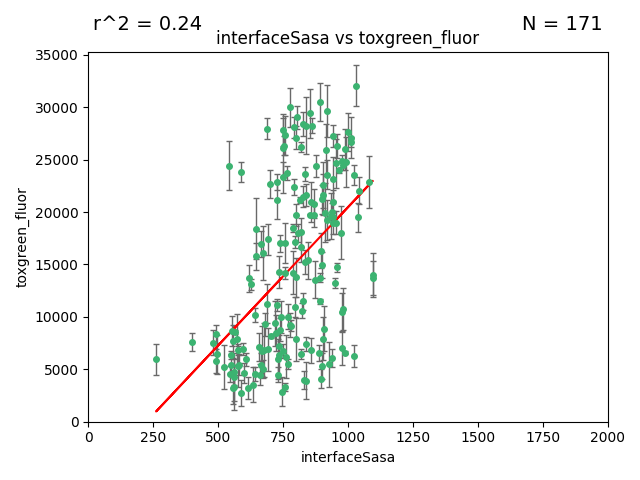 r^2 = 0.24
N = 171
interfaceSasa vs toxgreen_fluor
35000
30000
25000
20000
15000
10000
5000
0
toxgreen_fluor
0 250 500 750 1000 1250 1500 1750 2000
interfaceSasa